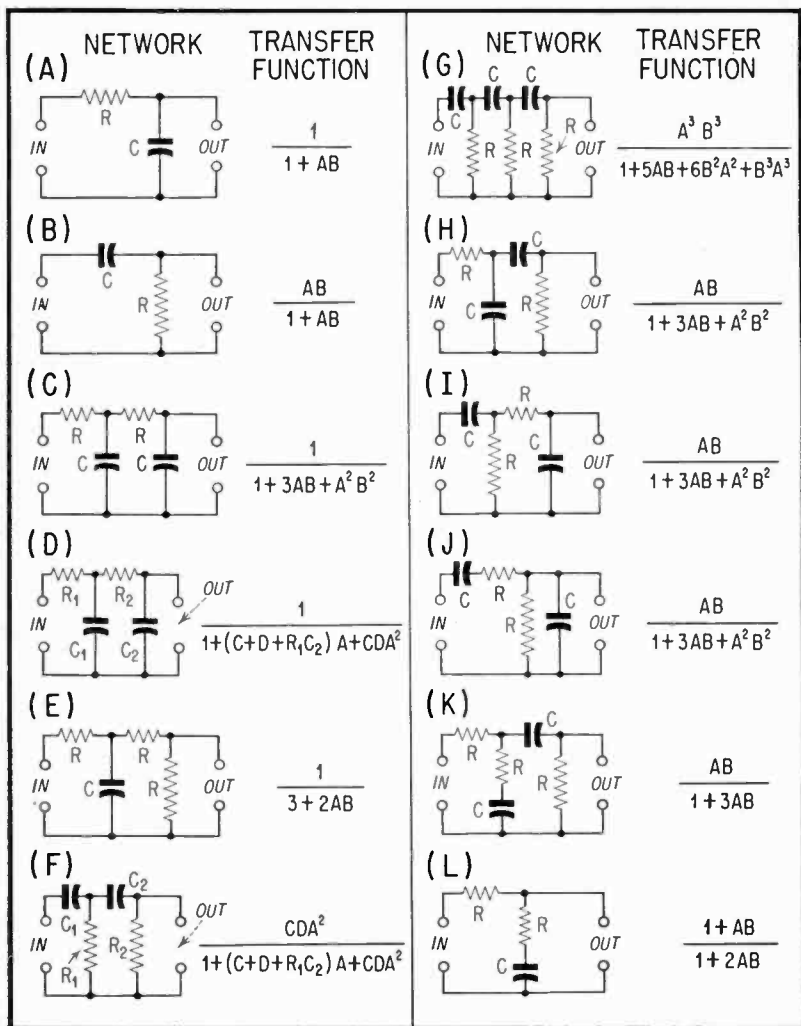 NETWORK TRANSFER FUNCTION
(A)
R
C
IN
OUT
1
1 + AB
(B)
C
R
IN
OUT
AB
1 + AB
(C)
R R
C C
IN
OUT
1
1+3AB+A²B²
(D)
R₁ R₂
OUT
IN
C₁ C₂
1
1+(C+D+R₁C₂)A+CDA²
(E)
R R
C R
IN
OUT
1
3+2AB
(F)
C₂
C₁
OUT
IN
R₁ R₂
CDA²
1+(C+D+R₁C₂)A+CDA²
NETWORK TRANSFER FUNCTION
(G)
C C
C
R
IN
R R
OUT
A³B³
1+5AB+6B²A²+B³A³
(H)
C
R
C R
IN
OUT
AB
1+3AB+A²B²
(I)
R
C
C
IN
R
OUT
AB
1+3AB+A²B²
(J)
C R
C
IN
R
OUT
AB
1+3AB+A²B²
(K)
C
R
R
IN
R
OUT
C
AB
1+3AB
(L)
R
R
IN
OUT
C
1+AB
1+2AB